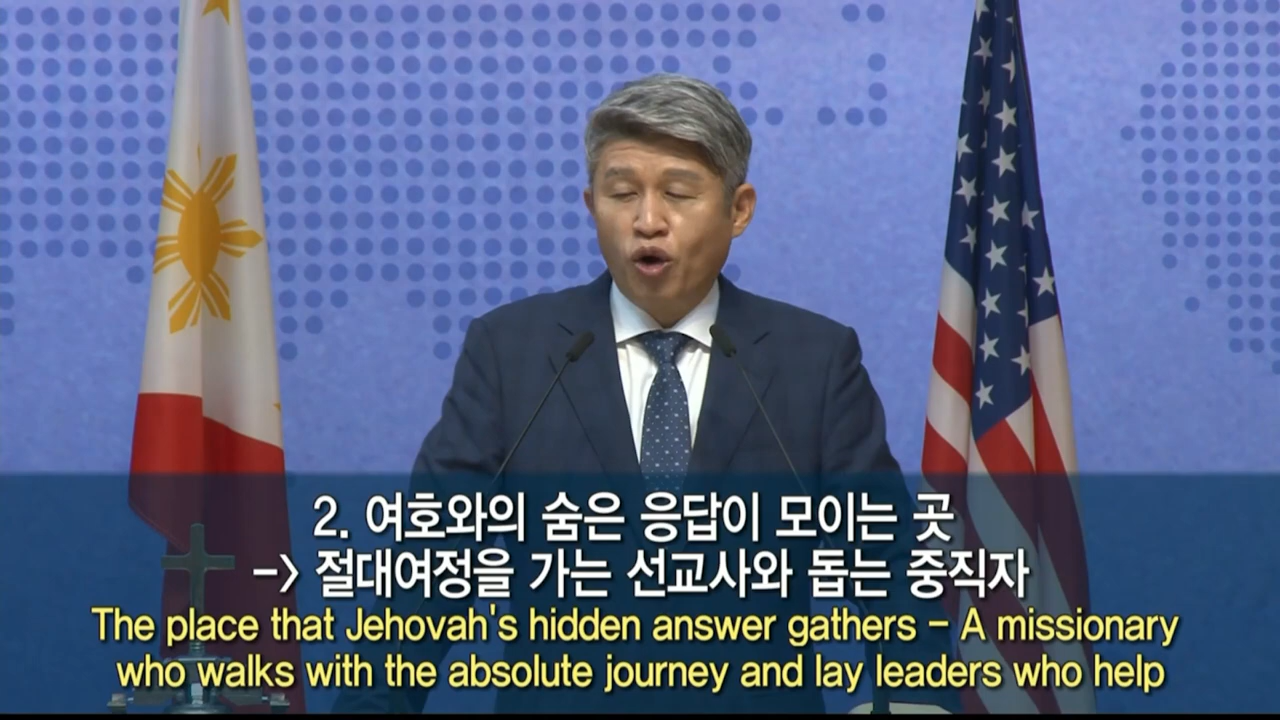 2. 여호와의 숨은 응답이 모이는 곳
-> 절대여정을 가는 선교사와 돕는 중직자
The place that Jehovah's hidden answer gathers - A missionary
who walks with the absolute journey and lay leaders who help